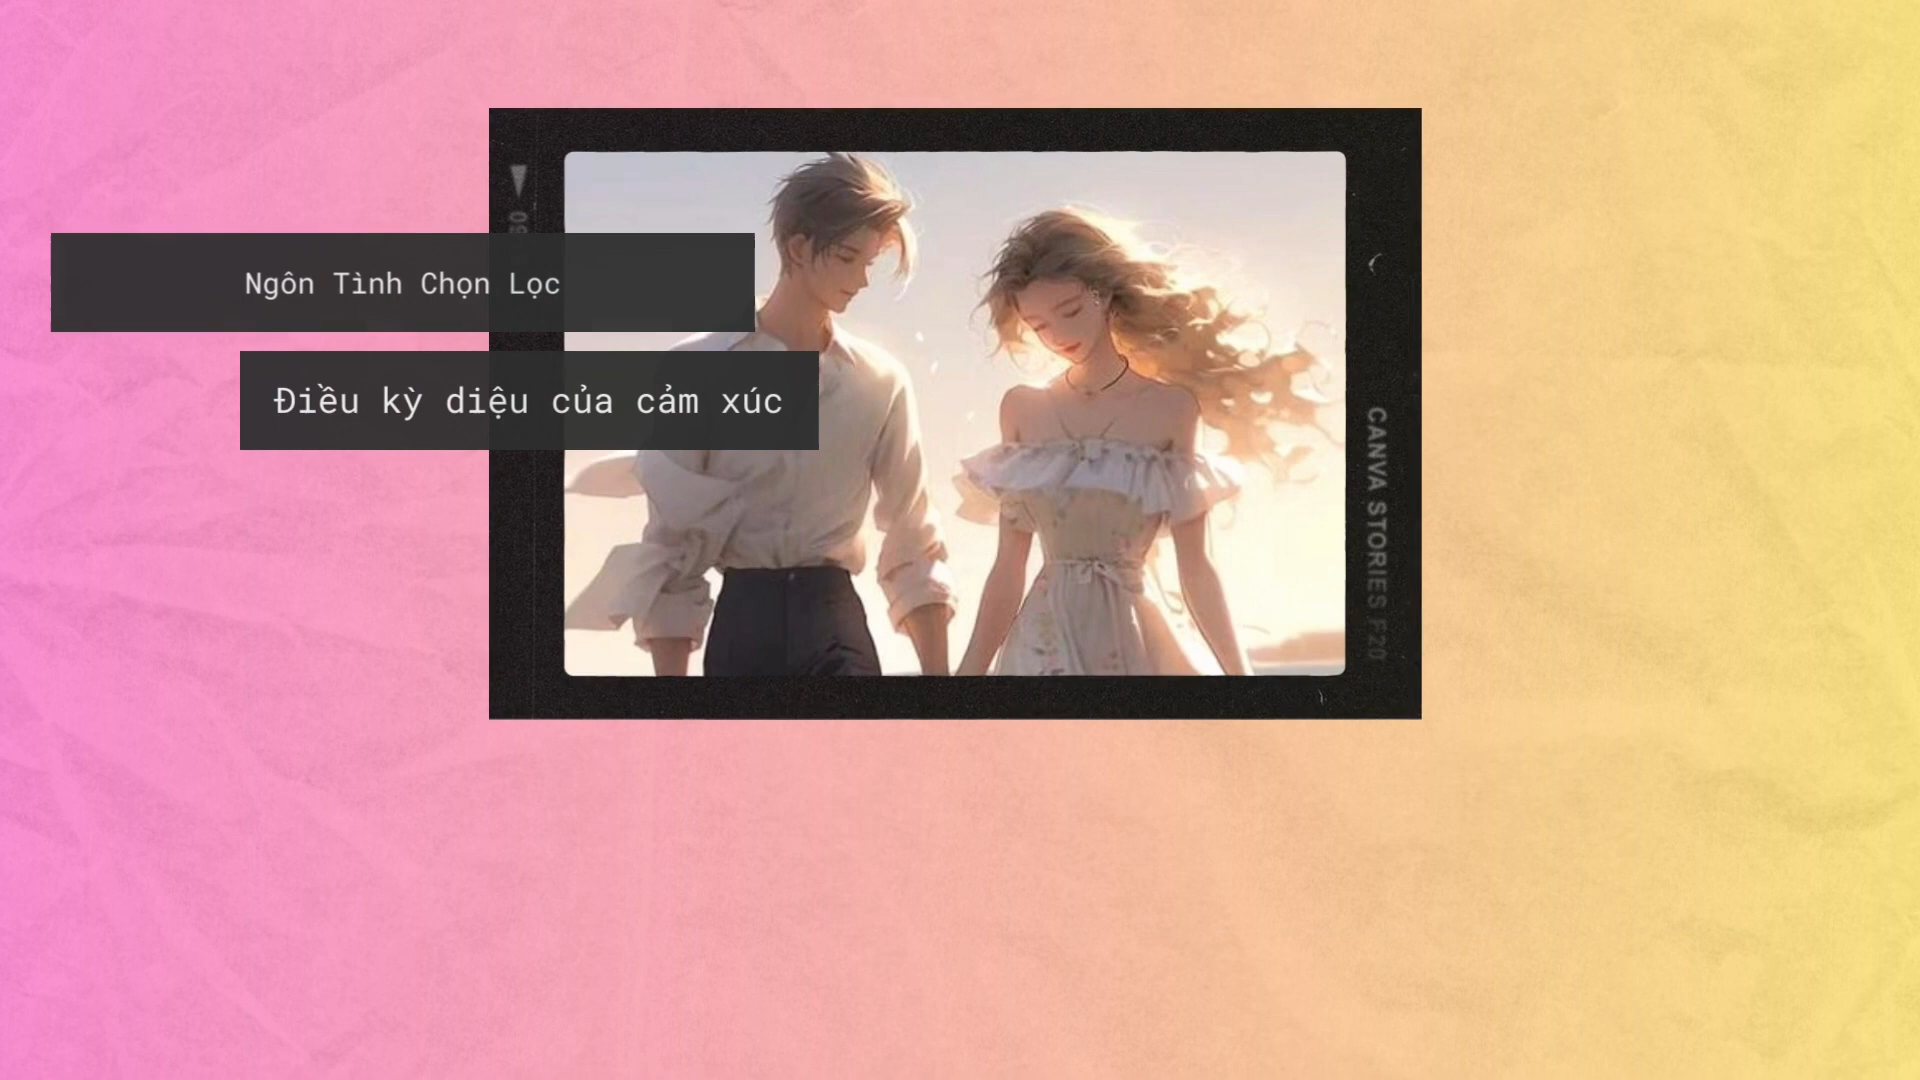 Ngôn Tình Chọn Lọc
Điều kỳ diệu của cảm xúc
CANVA STORIES F20